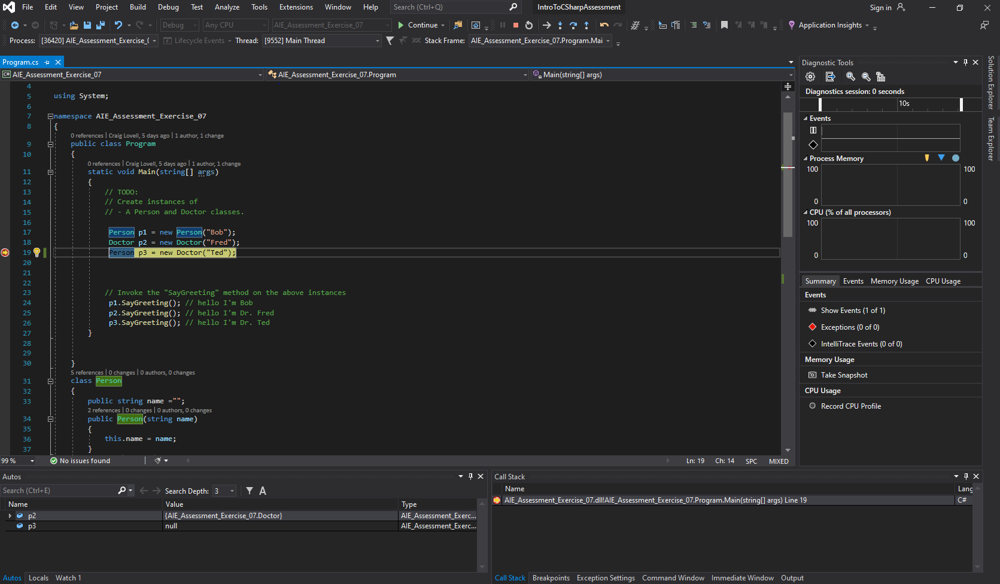 File Edit View Project Build Debug Test Analyze Tools Extensions Window Help Search (Ctrl+Q) IntroToCSharpAssessment Sign in
Debug Any CPU AIE_Assessment_Exercise_07 Continue Application Insights
Process: [36420] AIE_Assessment_Exercise_( Lifecycle Events Thread: [9552] Main Thread Stack Frame: AIE_Assessment_Exercise_07.Program.Mai
Program.cs
C# AIE_Assessment_Exercise_07 AIE_Assessment_Exercise_07.Program Main(string[] args)
4
5 using System;
6
7 namespace AIE_Assessment_Exercise_07
8 {
0 references | Craig Lovell, 5 days ago | 1 author, 1 change
9 public class Program
10 {
0 references | Craig Lovell, 5 days ago | 1 author, 1 change
11 static void Main(string[] args)
12 {
13 // TODO:
14 // Create instances of
15 // - A Person and Doctor classes.
16
17 Person p1 = new Person("Bob");
18 Doctor p2 = new Doctor("Fred");
19 Person p3 = new Doctor("Ted");
20
21
22
23 // Invoke the "SayGreeting" method on the above instances
24 p1.SayGreeting(); // hello I'm Bob
25 p2.SayGreeting(); // hello I'm Dr. Fred
26 p3.SayGreeting(); // hello I'm Dr. Ted
27 }
28
29
30 }
5 references | 0 changes | 0 authors, 0 changes
31 class Person
32 {
33 public string name ="";
2 references | 0 changes | 0 authors, 0 changes
34 public Person(string name)
35 {
36 this.name = name;
37 }
99 % No issues found Ln: 19 Ch: 14 SPC MIXED
Diagnostic Tools
Diagnostics session: 0 seconds
10s
Events
Process Memory
100 100
0 0
CPU (% of all processors)
100 100
0 0
Summary Events Memory Usage CPU Usage
Events
Show Events (1 of 1)
Exceptions (0 of 0)
IntelliTrace Events (0 of 0)
Memory Usage
Take Snapshot
CPU Usage
Record CPU Profile
Solution Explorer
Team Explorer
Autos
Search (Ctrl+E) Search Depth: 3 A
Name Value Type
p2 {AIE_Assessment_Exercise_07.Doctor} AIE_Assessment_Exerc...
p3 null AIE_Assessment_Exerc...
Autos Locals Watch 1
Call Stack
Name Lang
AIE_Assessment_Exercise_07.dll!AIE_Assessment_Exercise_07.Program.Main(string[] args) Line 19 C#
Call Stack Breakpoints Exception Settings Command Window Immediate Window Output